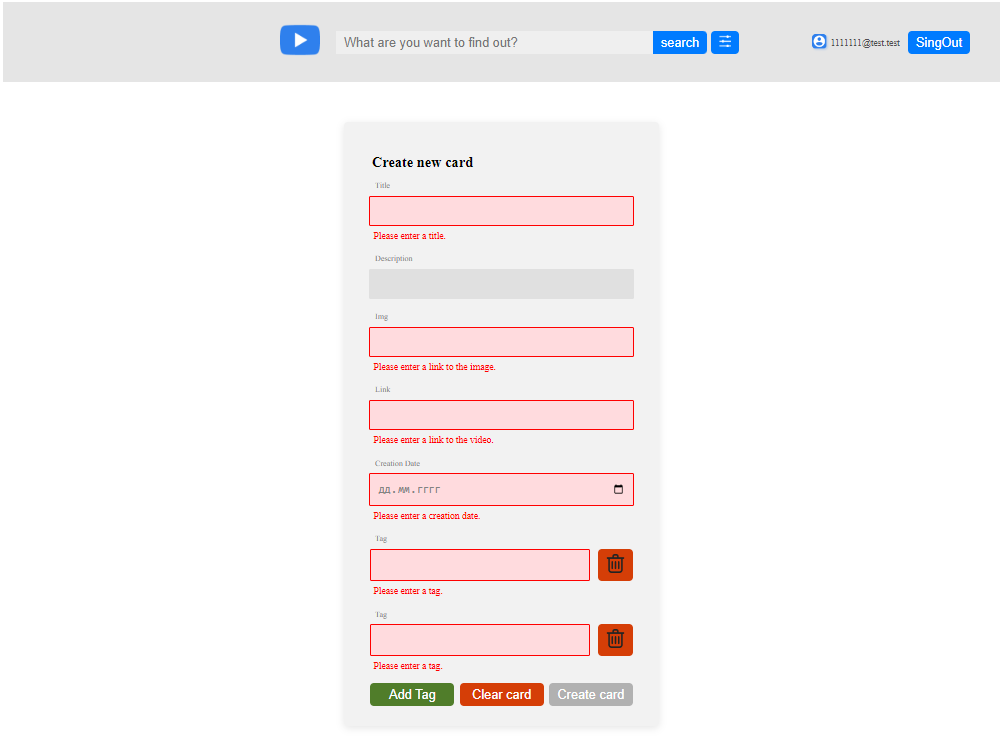 What are you want to find out?
search
1111111@test.test
SingOut
Create new card
Title
Please enter a title.
Description
Img
Please enter a link to the image.
Link
Please enter a link to the video.
Creation Date
дд.мм.гггг
Please enter a creation date.
Tag
Please enter a tag.
Tag
Please enter a tag.
Add Tag
Clear card
Create card